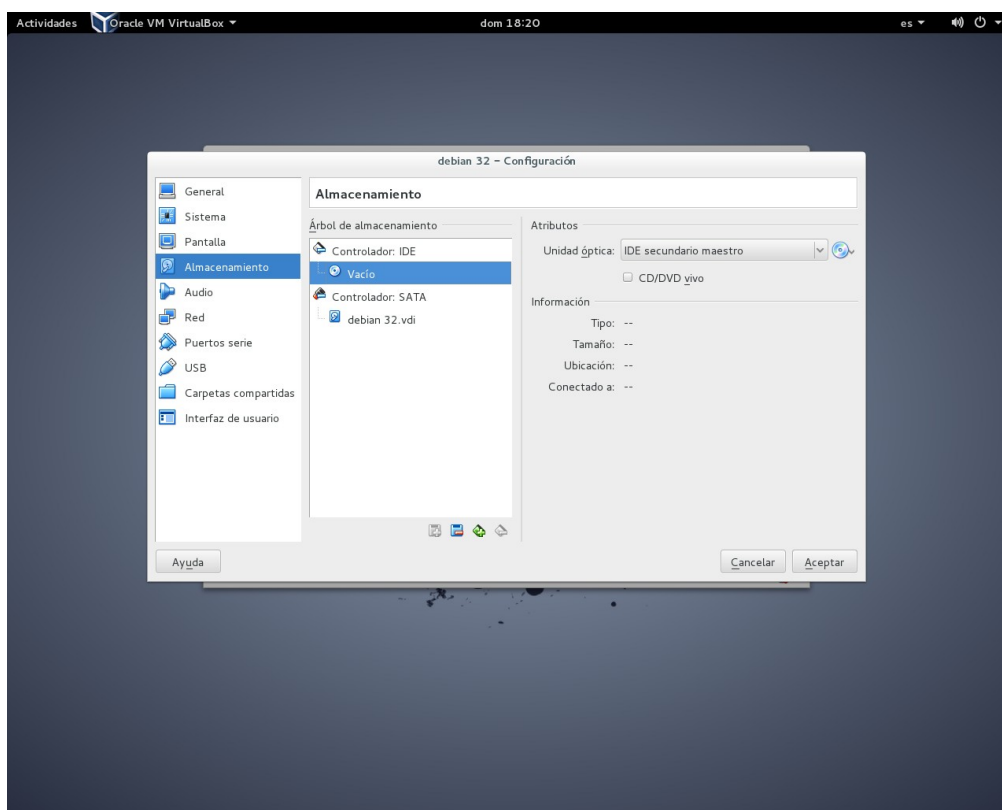 Actividades Oracle VM VirtualBox dom 18:20 es
debian 32 – Configuración
General
Sistema
Pantalla
Almacenamiento
Audio
Red
Puertos serie
USB
Carpetas compartidas
Interfaz de usuario
Almacenamiento
Árbol de almacenamiento
Controlador: IDE
Vacío
Controlador: SATA
debian 32.vdi
Atributos
Unidad óptica: IDE secundario maestro
CD/DVD vivo
Información
Tipo: --
Tamaño: --
Ubicación: --
Conectado a: --
Ayuda Cancelar Aceptar